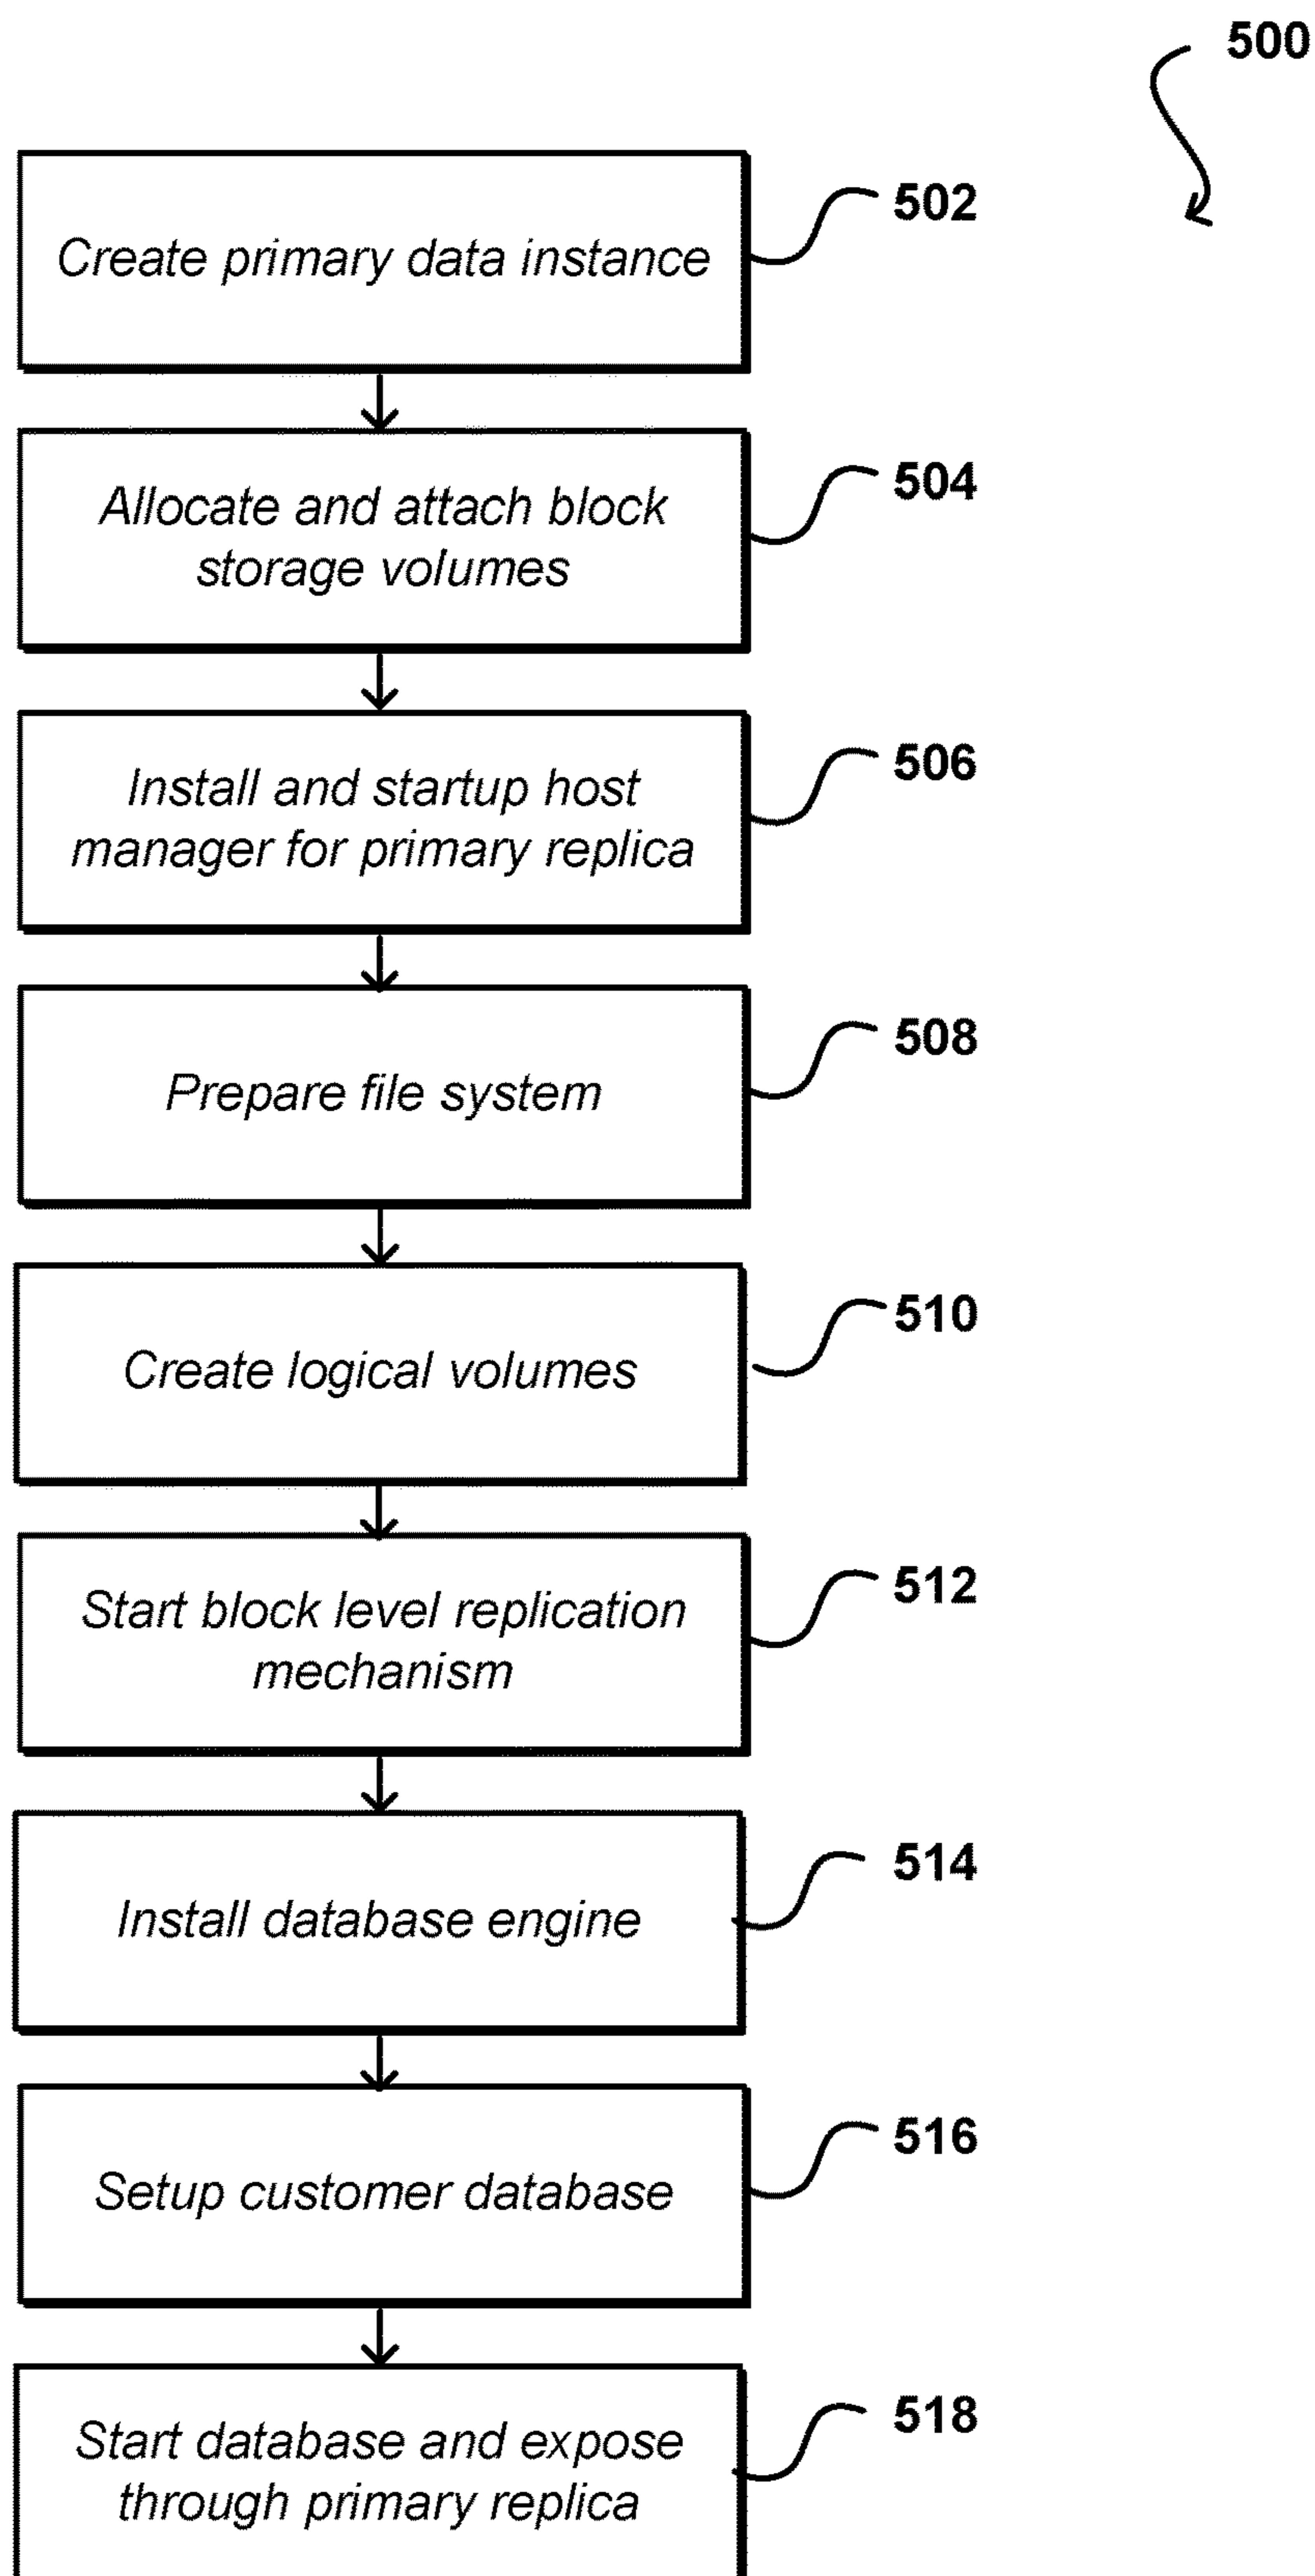 500
Create primary data instance
502
Allocate and attach block
storage volumes
504
Install and startup host
manager for primary replica
506
Prepare file system
508
Create logical volumes
510
Start block level replication
mechanism
512
Install database engine
514
Setup customer database
516
Start database and expose
through primary replica
518